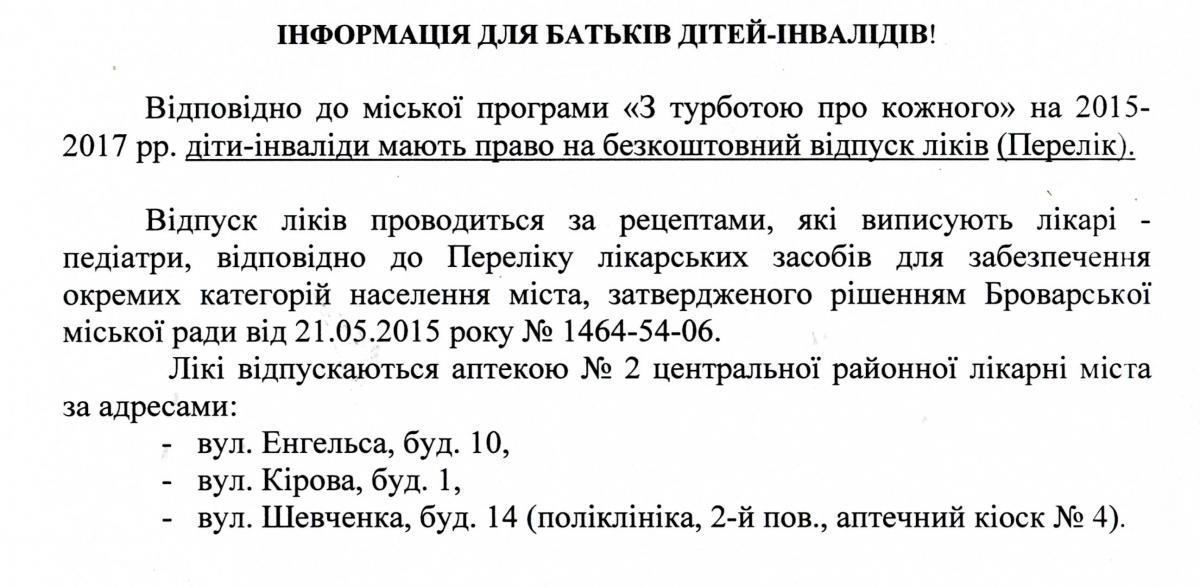 ІНФОРМАЦІЯ ДЛЯ БАТЬКІВ ДІТЕЙ-ІНВАЛІДІВ!
Відповідно до міської програми «З турботою про кожного» на 2015-
2017 рр. діти-інваліди мають право на безкоштовний відпуск ліків (Перелік).
Відпуск ліків проводиться за рецептами, які виписують лікарі -
педіатри, відповідно до Переліку лікарських засобів для забезпечення
окремих категорій населення міста, затвердженого рішенням Броварської
міської ради від 21.05.2015 року № 1464-54-06.
Лікі відпускаються аптекою № 2 центральної районної лікарні міста
за адресами:
- вул. Енгельса, буд. 10,
- вул. Кірова, буд. 1,
- вул. Шевченка, буд. 14 (поліклініка, 2-й пов., аптечний кіоск № 4).